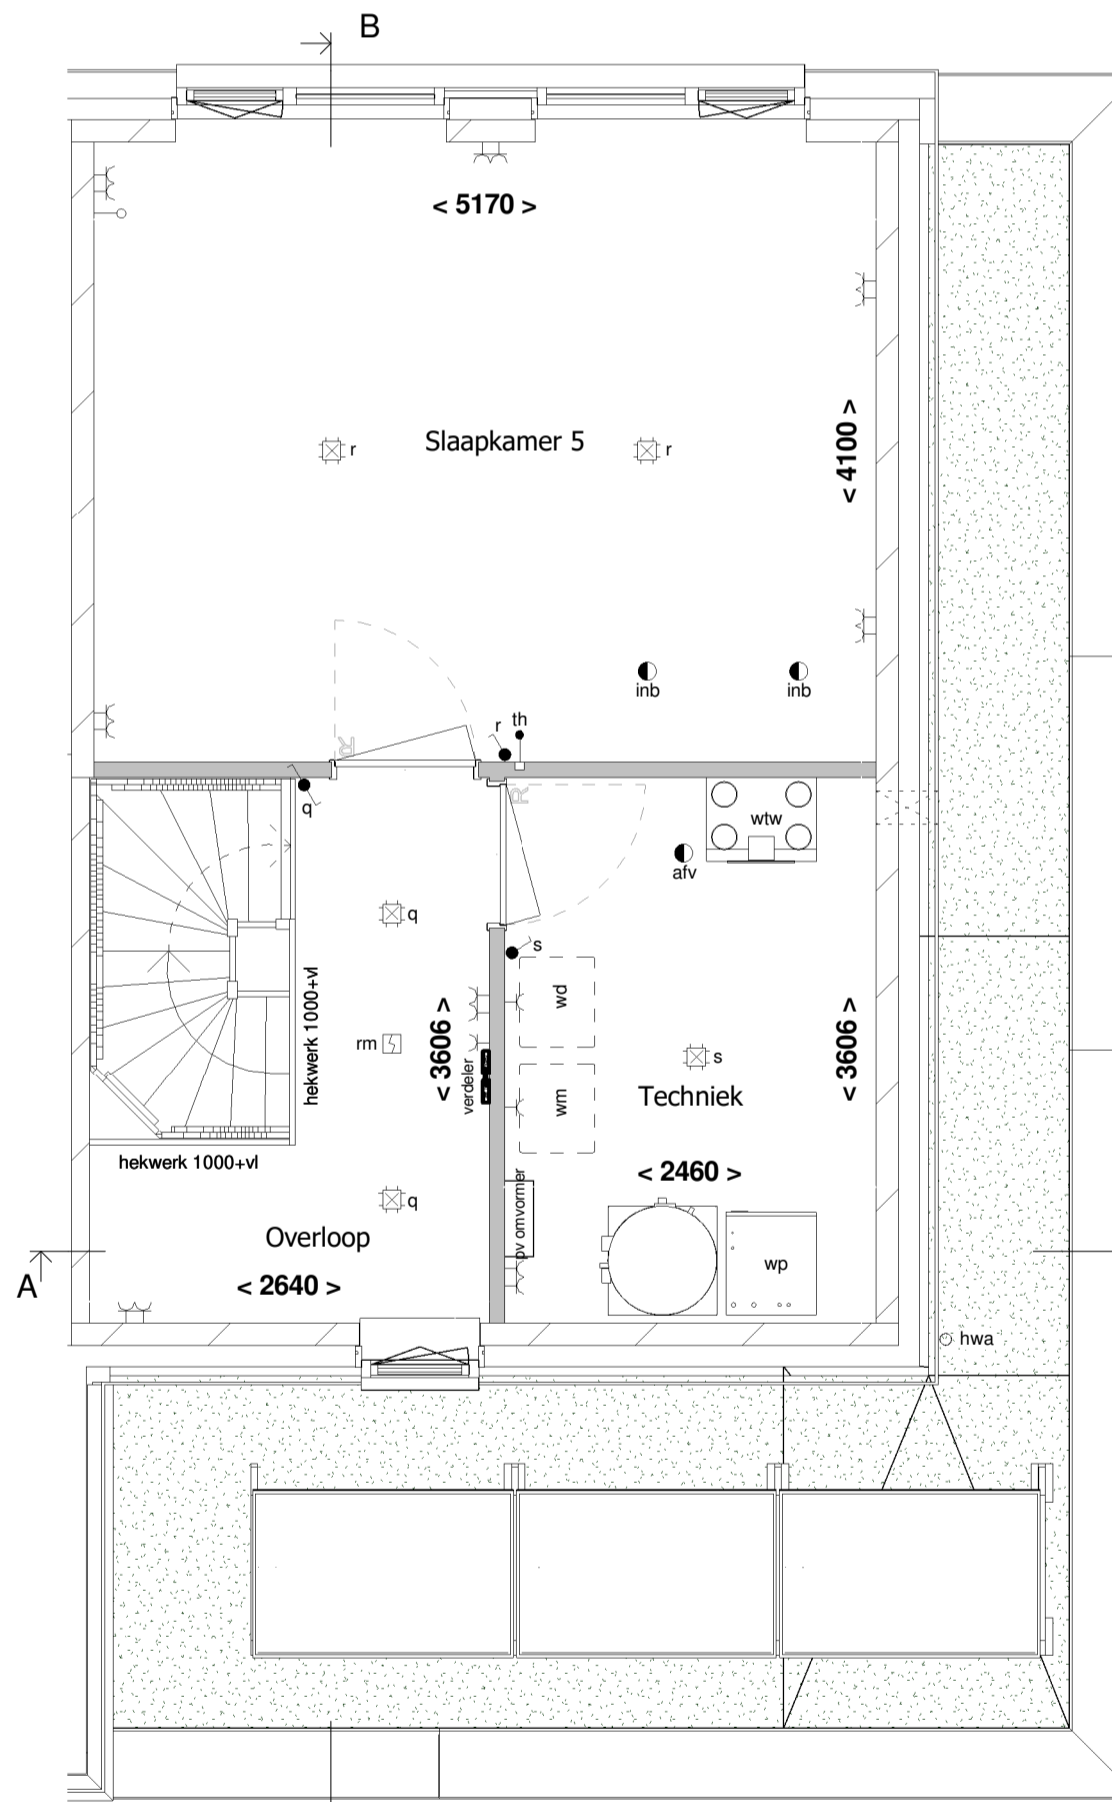 B
< 5170 >
Slaapkamer 5
r
r
< 4100 >
inb
inb
r
th
q
R
R
wtw
afv
q
s
hekwerk 1000+vl
rm
< 3606 >
verdeler
wd
wm
s
Techniek
< 3606 >
hekwerk 1000+vl
< 2460 >
pv omvormer
q
Overloop
wp
A
< 2640 >
hwa